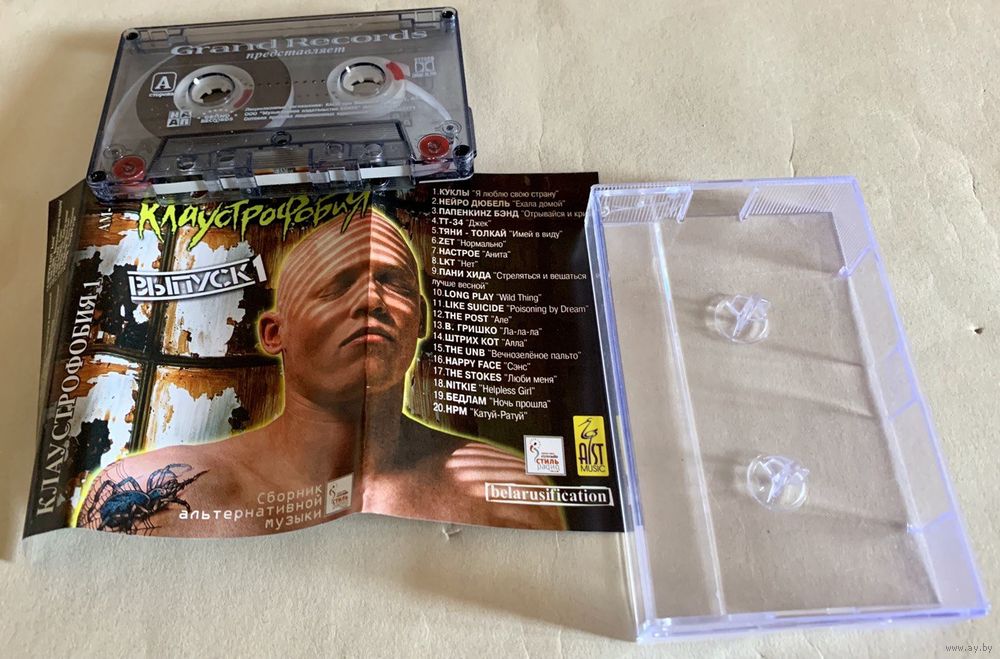 Grand Records
представляет
A
сторона
КЛАУСТРОФОБИЯ
ВЫПУСК 1
КЛАУСТРОФОБИЯ 1
Сборник
альтернативной
музыки
1.КУКЛЫ "Я люблю свою страну"
2.НЕЙРО ДЮБЕЛЬ "Ехала домой"
3.ПАПЕНКИНЗ БЭНД "Отрывайся и кри
4.ТТ-34 "Джек"
5.ТЯНИ - ТОЛКАЙ "Имей в виду"
6.ZET "Нормально"
7.НАСТРОЕ "Анита"
8.LKT "Нет"
9.ПАНИ ХИДА "Стреляться и вешаться
лучше весной"
10.LONG PLAY "Wild Thing"
11.LIKE SUICIDE "Poisoning by Dream"
12.THE POST "Але"
13.В. ГРИШКО "Ла-ла-ла"
14.ШТРИХ КОТ "Алла"
15.THE UNB "Вечнозелёное пальто"
16.HAPPY FACE "Сэнс"
17.THE STOKES "Люби меня"
18.NITKIE "Helpless Girl"
19.БЕДЛАМ "Ночь прошла"
20.НРМ "Катуй-Ратуй"
СТИЛЬ
радио
AIST
MUSIC
belarusification
www.ay.by